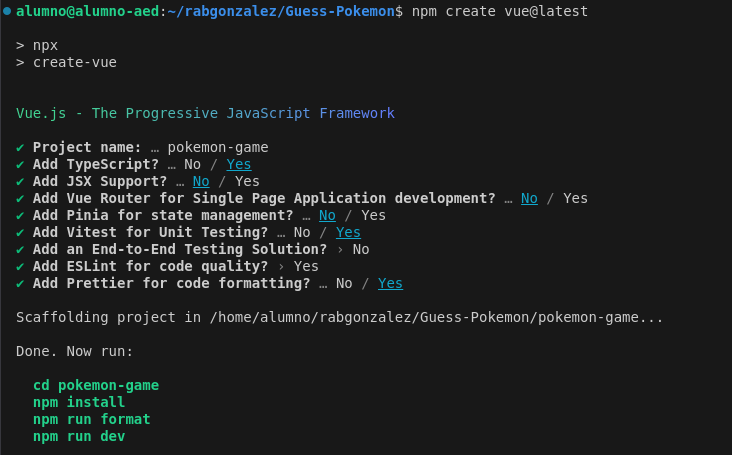 alumno@alumno-aed:~/rabgonzalez/Guess-Pokemon$ npm create vue@latest
> npx
> create-vue
Vue.js - The Progressive JavaScript Framework
✔ Project name: … pokemon-game
✔ Add TypeScript? … No / Yes
✔ Add JSX Support? … No / Yes
✔ Add Vue Router for Single Page Application development? … No / Yes
✔ Add Pinia for state management? … No / Yes
✔ Add Vitest for Unit Testing? … No / Yes
✔ Add an End-to-End Testing Solution? › No
✔ Add ESLint for code quality? › Yes
✔ Add Prettier for code formatting? … No / Yes
Scaffolding project in /home/alumno/rabgonzalez/Guess-Pokemon/pokemon-game...
Done. Now run:
cd pokemon-game
npm install
npm run format
npm run dev